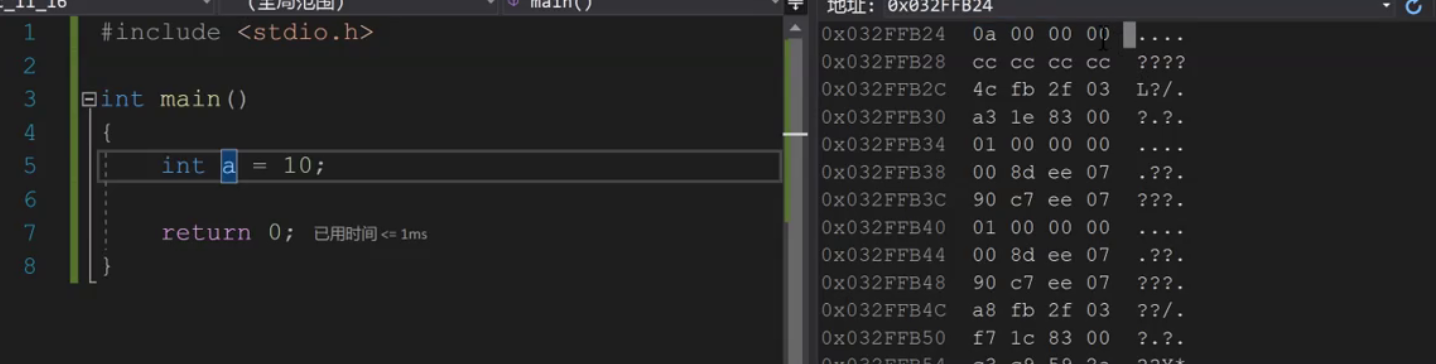 _11_16 (全局范围) main()
1 #include <stdio.h>
2
3 int main()
4 {
5 int a = 10;
6
7 return 0; 已用时间 <= 1ms
8 }
地址: 0x032FFB24
0x032FFB24 0a 00 00 00 ....
0x032FFB28 cc cc cc cc ????
0x032FFB2C 4c fb 2f 03 L?/.
0x032FFB30 a3 1e 83 00 ?.?.
0x032FFB34 01 00 00 00 ....
0x032FFB38 00 8d ee 07 .??.
0x032FFB3C 90 c7 ee 07 ???.
0x032FFB40 01 00 00 00 ....
0x032FFB44 00 8d ee 07 .??.
0x032FFB48 90 c7 ee 07 ???.
0x032FFB4C a8 fb 2f 03 ??/.
0x032FFB50 f7 1c 83 00 ?.?.